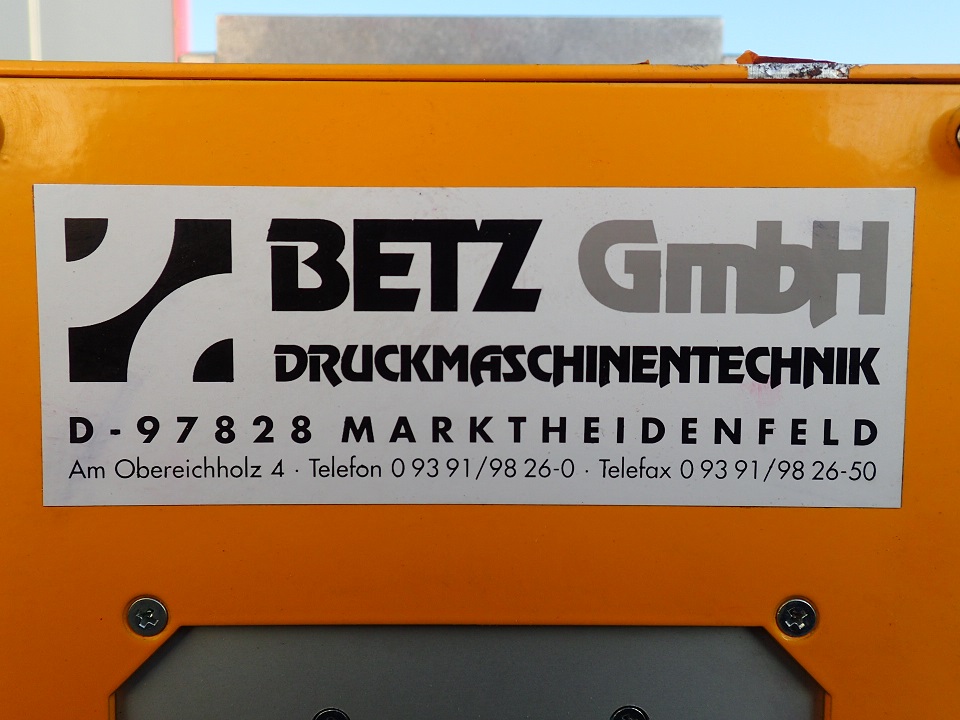 BETZ GmbH
DRUCKMASCHINENTECHNIK
D-97828 MARKTHEIDENFELD
Am Obereichholz 4 · Telefon 0 93 91/98 26-0 · Telefax 0 93 91/98 26-50